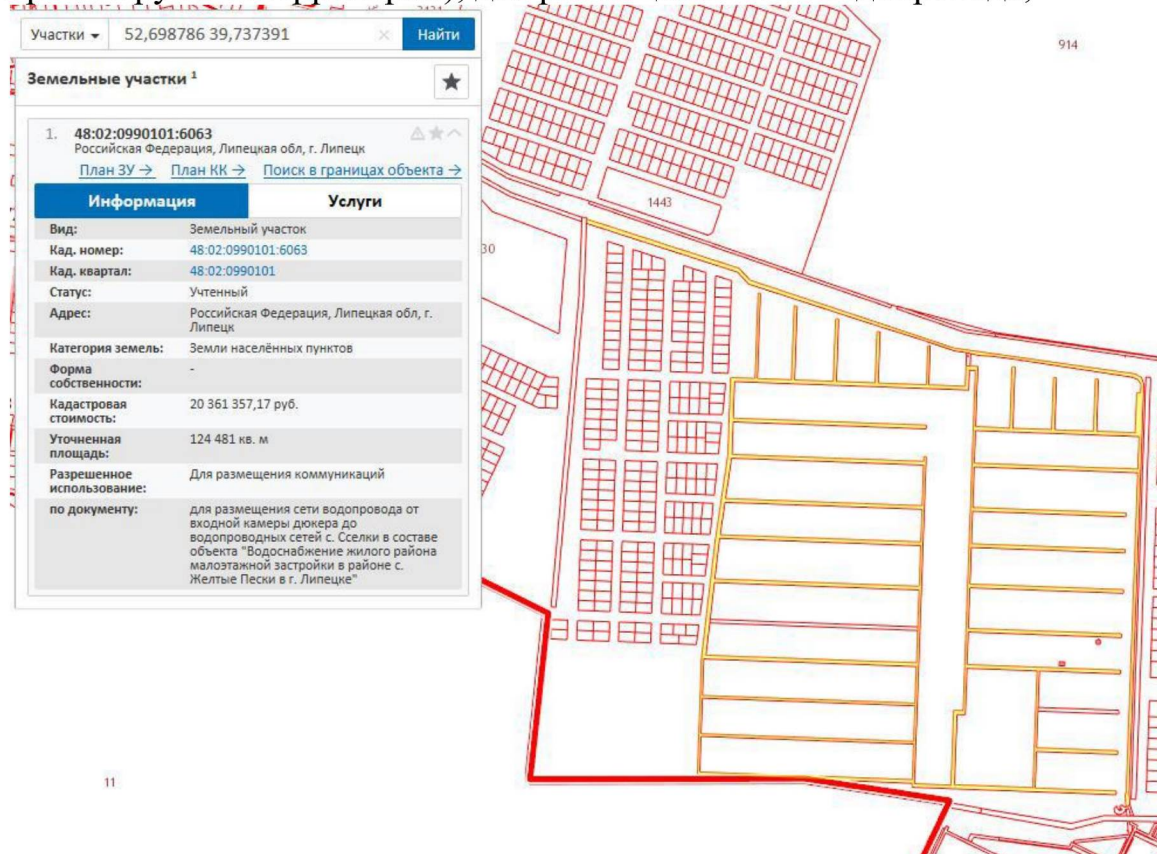 Участки 52,698786 39,737391 × Найти
Земельные участки ¹
1. 48:02:0990101:6063
Российская Федерация, Липецкая обл, г. Липецк
План ЗУ → План КК → Поиск в границах объекта →
Информация Услуги
Вид: Земельный участок
Кад. номер: 48:02:0990101:6063
Кад. квартал: 48:02:0990101
Статус: Учтенный
Адрес: Российская Федерация, Липецкая обл, г.
Липецк
Категория земель: Земли населённых пунктов
Форма
собственности: -
Кадастровая
стоимость: 20 361 357,17 руб.
Уточненная
площадь: 124 481 кв. м
Разрешенное
использование: Для размещения коммуникаций
по документу: для размещения сети водопровода от
входной камеры дюкера до
водопроводных сетей с. Сселки в составе
объекта "Водоснабжение жилого района
малоэтажной застройки в районе с.
Желтые Пески в г. Липецке"
914
1443
30
11